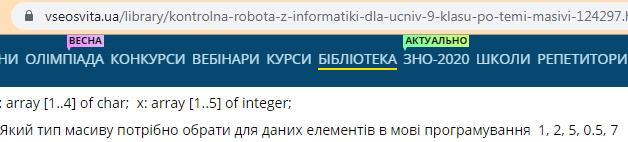 vseosvita.ua/library/kontrolna-robota-z-informatiki-dla-ucniv-9-klasu-po-temi-masivi-124297.
ВЕСНА АКТУАЛЬНО
НИ ОЛІМПІАДА КОНКУРСИ ВЕБІНАРИ КУРСИ БІБЛІОТЕКА ЗНО-2020 ШКОЛИ РЕПЕТИТОРИ
: array [1..4] of char; x: array [1..5] of integer;
Який тип масиву потрібно обрати для даних елементів в мові програмування 1, 2, 5, 0.5, 7